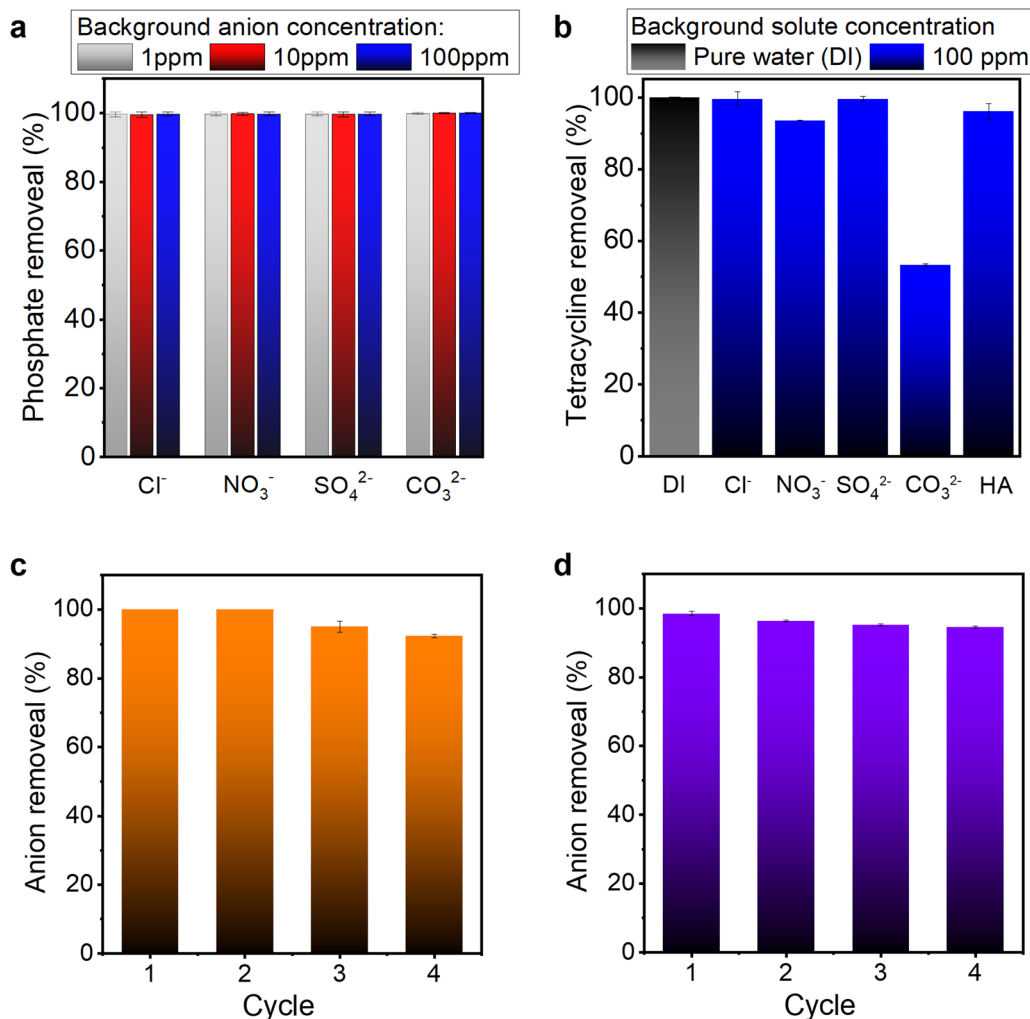 a
Background anion concentration:
1ppm 10ppm 100ppm
Phosphate removeal (%)
100
80
60
40
20
0
Cl⁻ NO₃⁻ SO₄²⁻ CO₃²⁻
b
Background solute concentration
Pure water (DI) 100 ppm
Tetracycline removeal (%)
100
80
60
40
20
0
DI Cl⁻ NO₃⁻ SO₄²⁻ CO₃²⁻ HA
c
Anion removeal (%)
100
80
60
40
20
0
1 2 3 4
Cycle
d
Anion removeal (%)
100
80
60
40
20
0
1 2 3 4
Cycle